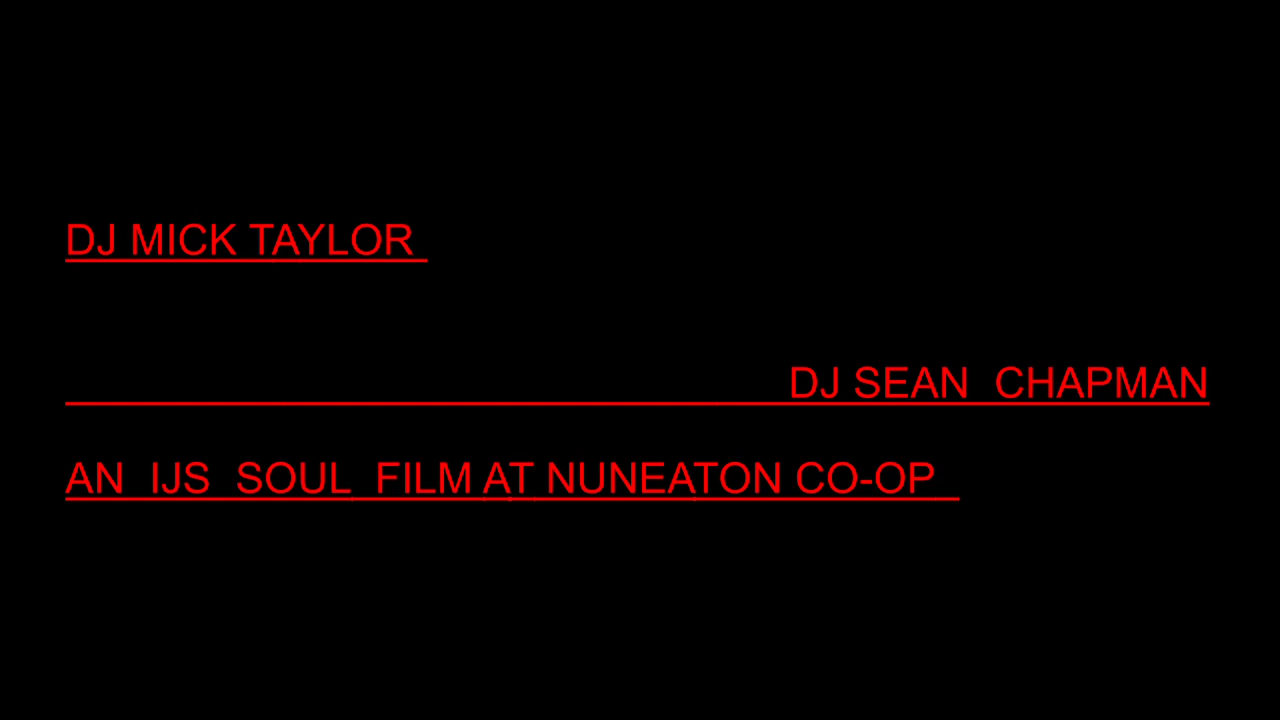 DJ MICK TAYLOR
DJ SEAN  CHAPMAN
AN  IJS  SOUL  FILM AT NUNEATON CO-OP